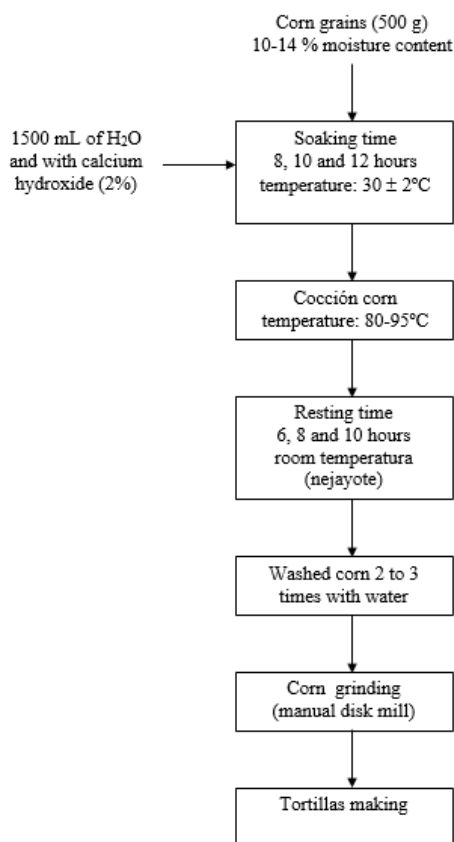 Corn grains (500 g)
10-14 % moisture content
1500 mL of H₂O
and with calcium
hydroxide (2%)
Soaking time
8, 10 and 12 hours
temperature: 30 ± 2ºC
Cocción corn
temperature: 80-95ºC
Resting time
6, 8 and 10 hours
room temperatura
(nejayote)
Washed corn 2 to 3
times with water
Corn grinding
(manual disk mill)
Tortillas making